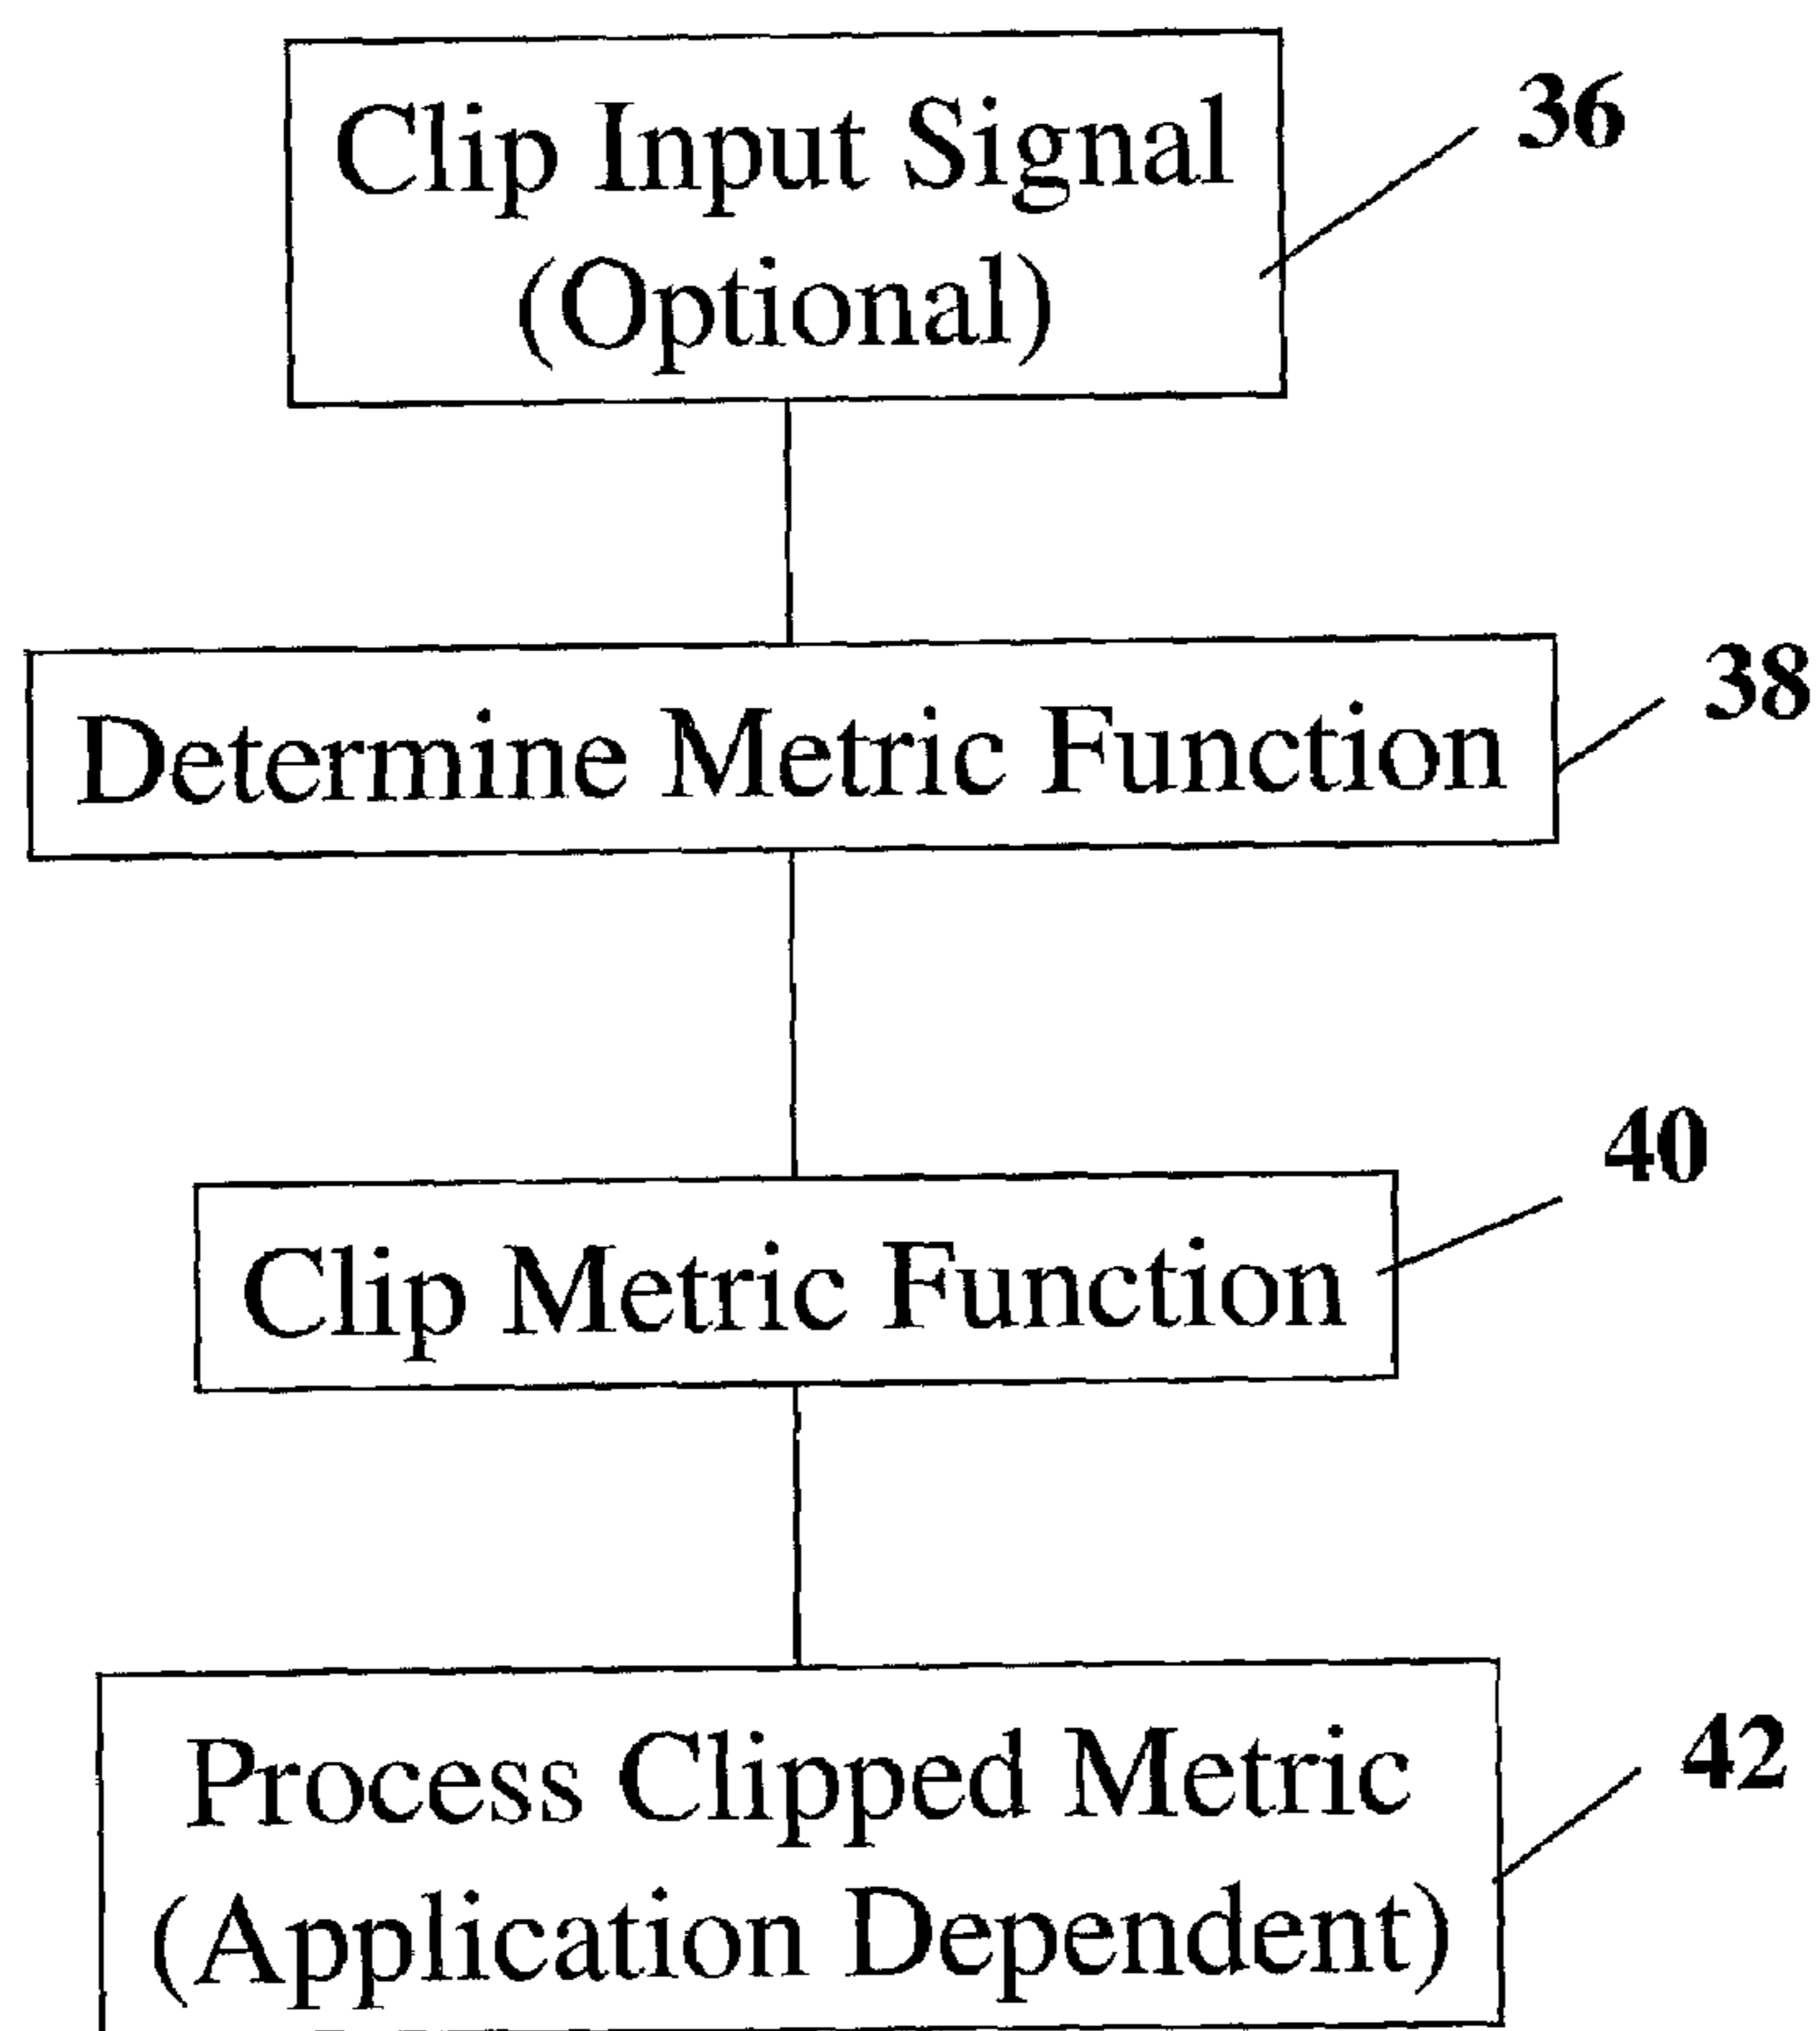 Clip Input Signal
(Optional)
36
Determine Metric Function
38
Clip Metric Function
40
Process Clipped Metric
(Application Dependent)
42